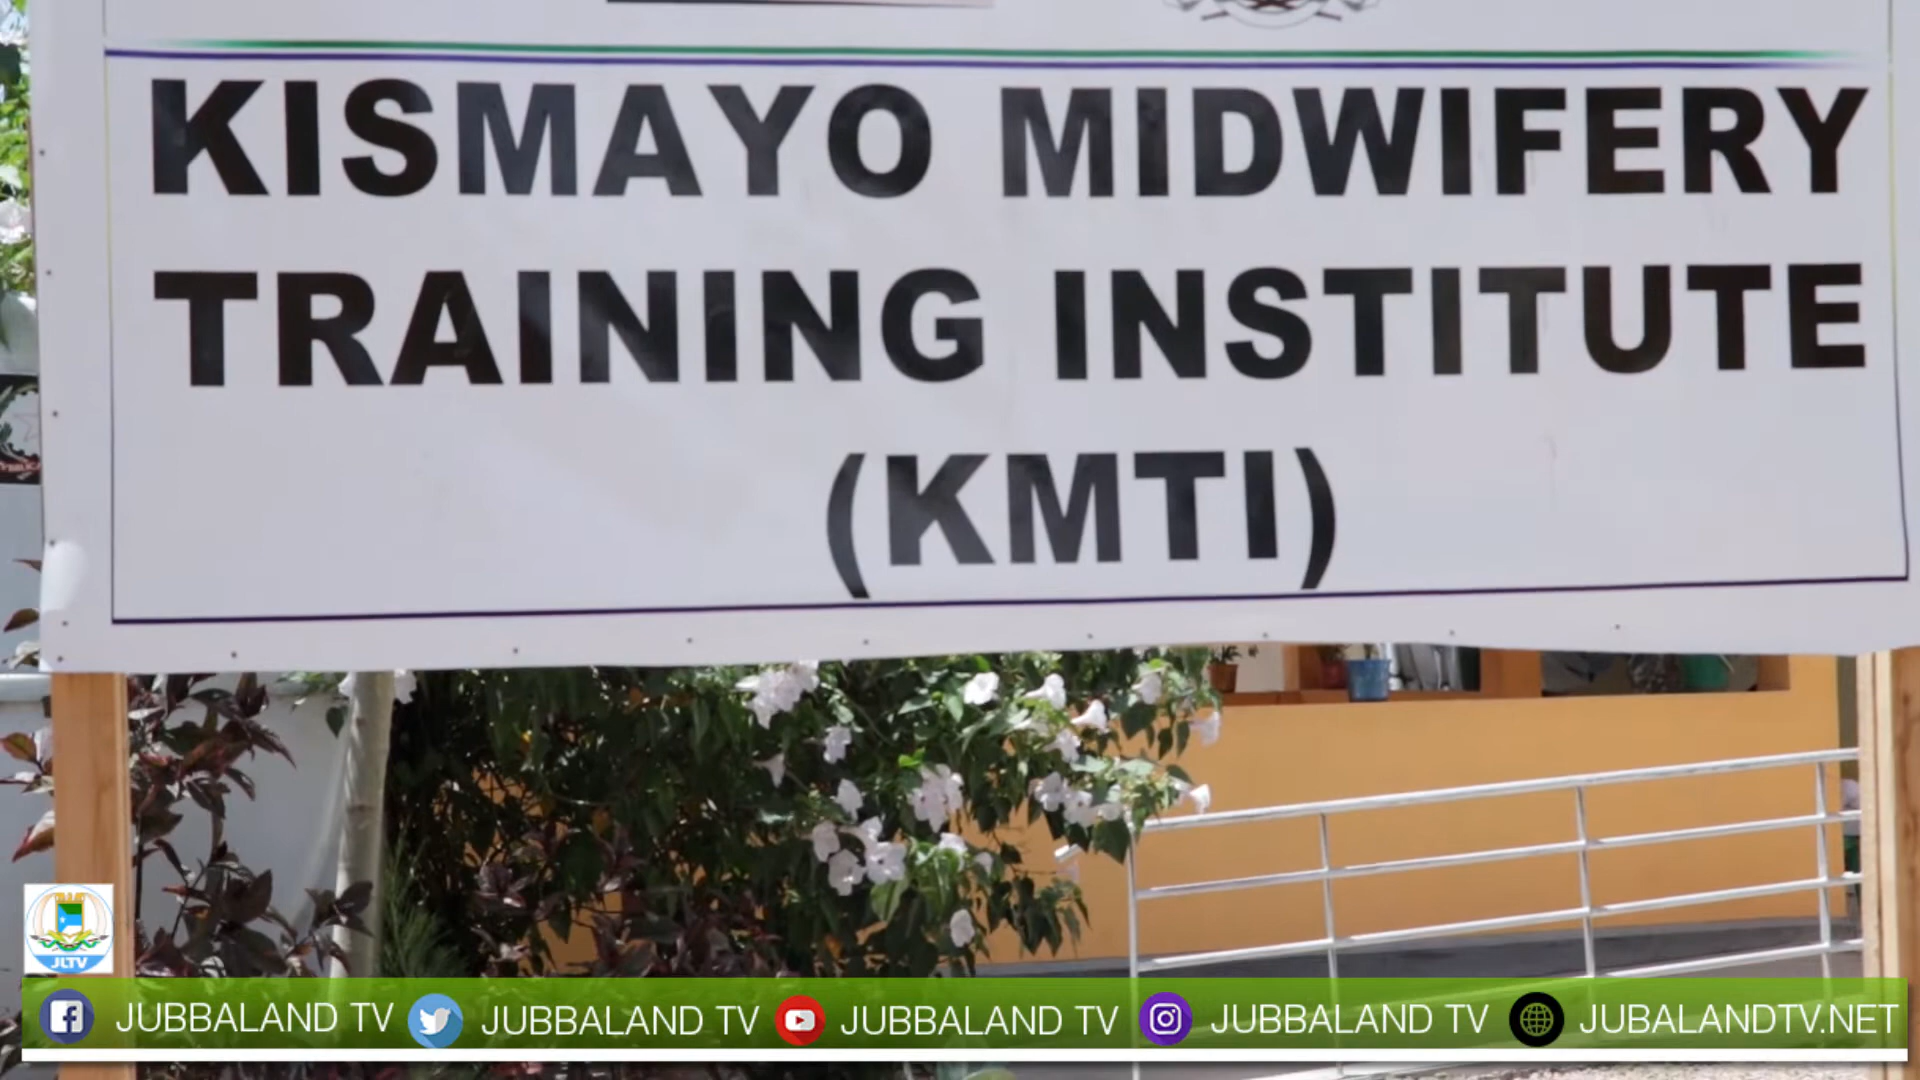 KISMAYO MIDWIFERY
TRAINING INSTITUTE
(KMTI)
JLTV
JUBBALAND TV JUBBALAND TV JUBBALAND TV JUBBALAND TV JUBALANDTV.NET